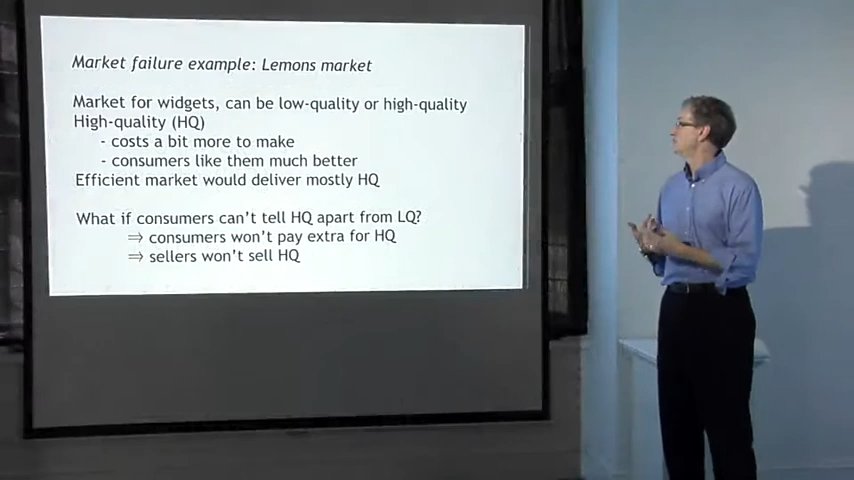 Market failure example: Lemons market
Market for widgets, can be low-quality or high-quality
High-quality (HQ)
- costs a bit more to make
- consumers like them much better
Efficient market would deliver mostly HQ
What if consumers can't tell HQ apart from LQ?
⇒ consumers won't pay extra for HQ
⇒ sellers won't sell HQ